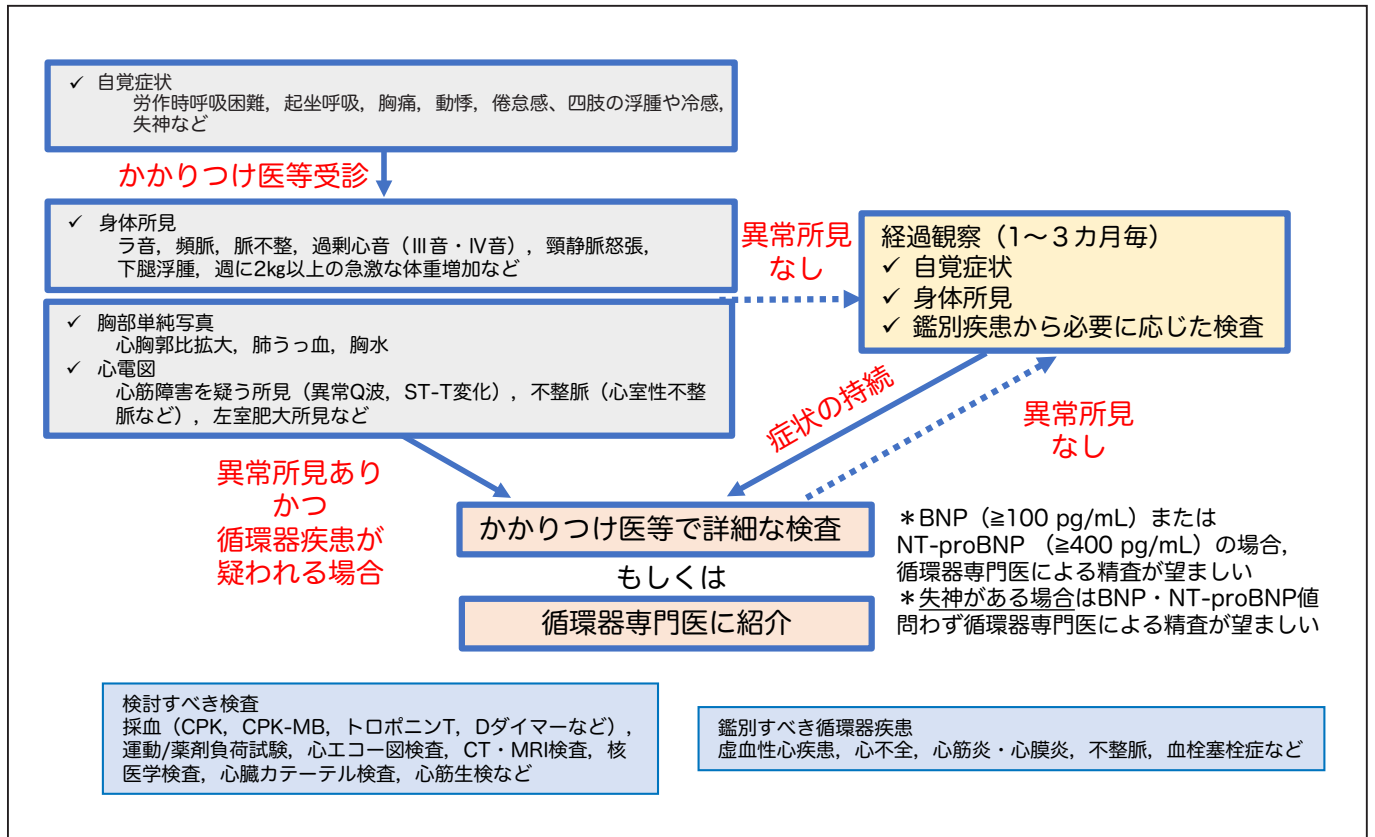 ✓ 自覚症状
労作時呼吸困難，起坐呼吸，胸痛，動悸，倦怠感、四肢の浮腫や冷感，
失神など
かかりつけ医等受診
✓ 身体所見
ラ音，頻脈，脈不整，過剰心音（Ⅲ音・Ⅳ音），頸静脈怒張，
下腿浮腫，週に2kg以上の急激な体重増加など
異常所見
なし
経過観察（1～３カ月毎）
✓ 自覚症状
✓ 身体所見
✓ 鑑別疾患から必要に応じた検査
✓ 胸部単純写真
心胸郭比拡大，肺うっ血，胸水
✓ 心電図
心筋障害を疑う所見（異常Q波，ST-T変化），不整脈（心室性不整
脈など），左室肥大所見など
症状の持続
異常所見
なし
異常所見あり
かつ
循環器疾患が
疑われる場合
かかりつけ医等で詳細な検査
もしくは
循環器専門医に紹介
＊BNP（≧100 pg/mL）または
NT-proBNP （≧400 pg/mL）の場合，
循環器専門医による精査が望ましい
＊失神がある場合はBNP・NT-proBNP値
問わず循環器専門医による精査が望ましい
検討すべき検査
採血（CPK，CPK-MB，トロポニンT，Dダイマーなど），
運動/薬剤負荷試験，心エコー図検査，CT・MRI検査，核
医学検査，心臓カテーテル検査，心筋生検など
鑑別すべき循環器疾患
虚血性心疾患，心不全，心筋炎・心膜炎，不整脈，血栓塞栓症など